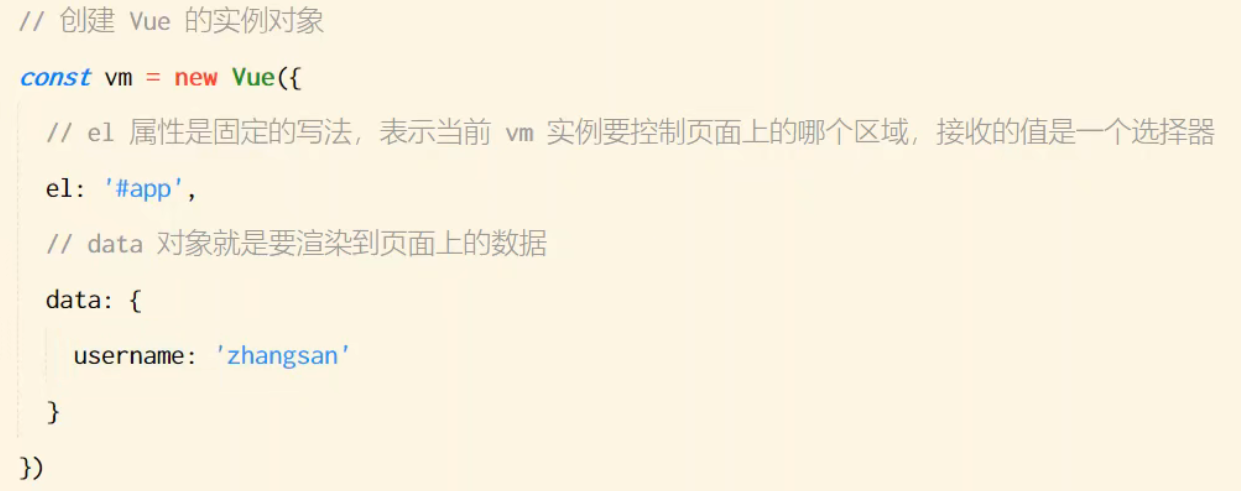 // 创建 Vue 的实例对象
const vm = new Vue({
// el 属性是固定的写法，表示当前 vm 实例要控制页面上的哪个区域，接收的值是一个选择器
el: '#app',
// data 对象就是要渲染到页面上的数据
data: {
username: 'zhangsan'
}
})